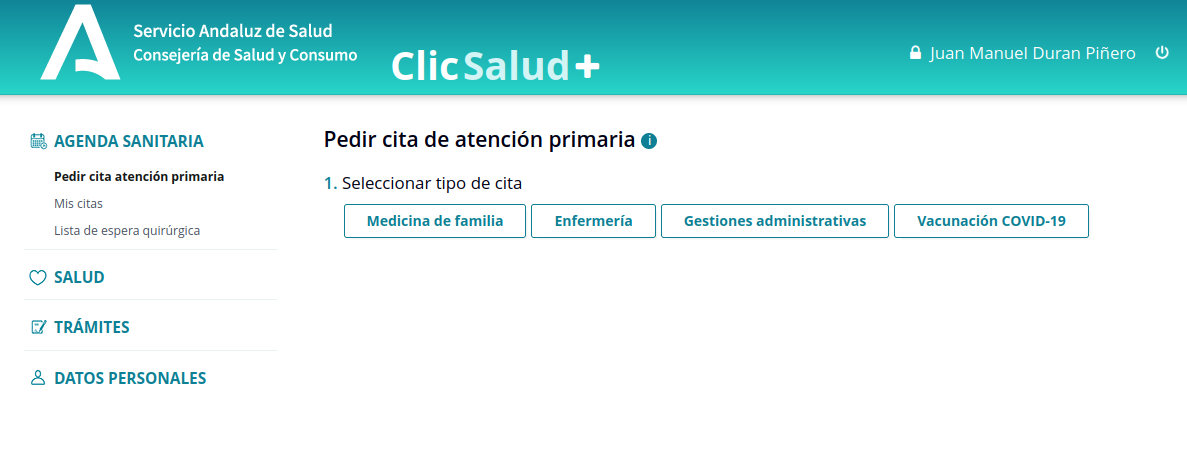 Servicio Andaluz de Salud
Consejería de Salud y Consumo
ClicSalud+
Juan Manuel Duran Piñero
AGENDA SANITARIA
Pedir cita atención primaria
Mis citas
Lista de espera quirúrgica
SALUD
TRÁMITES
DATOS PERSONALES
Pedir cita de atención primaria i
1. Seleccionar tipo de cita
Medicina de familia Enfermería Gestiones administrativas Vacunación COVID-19